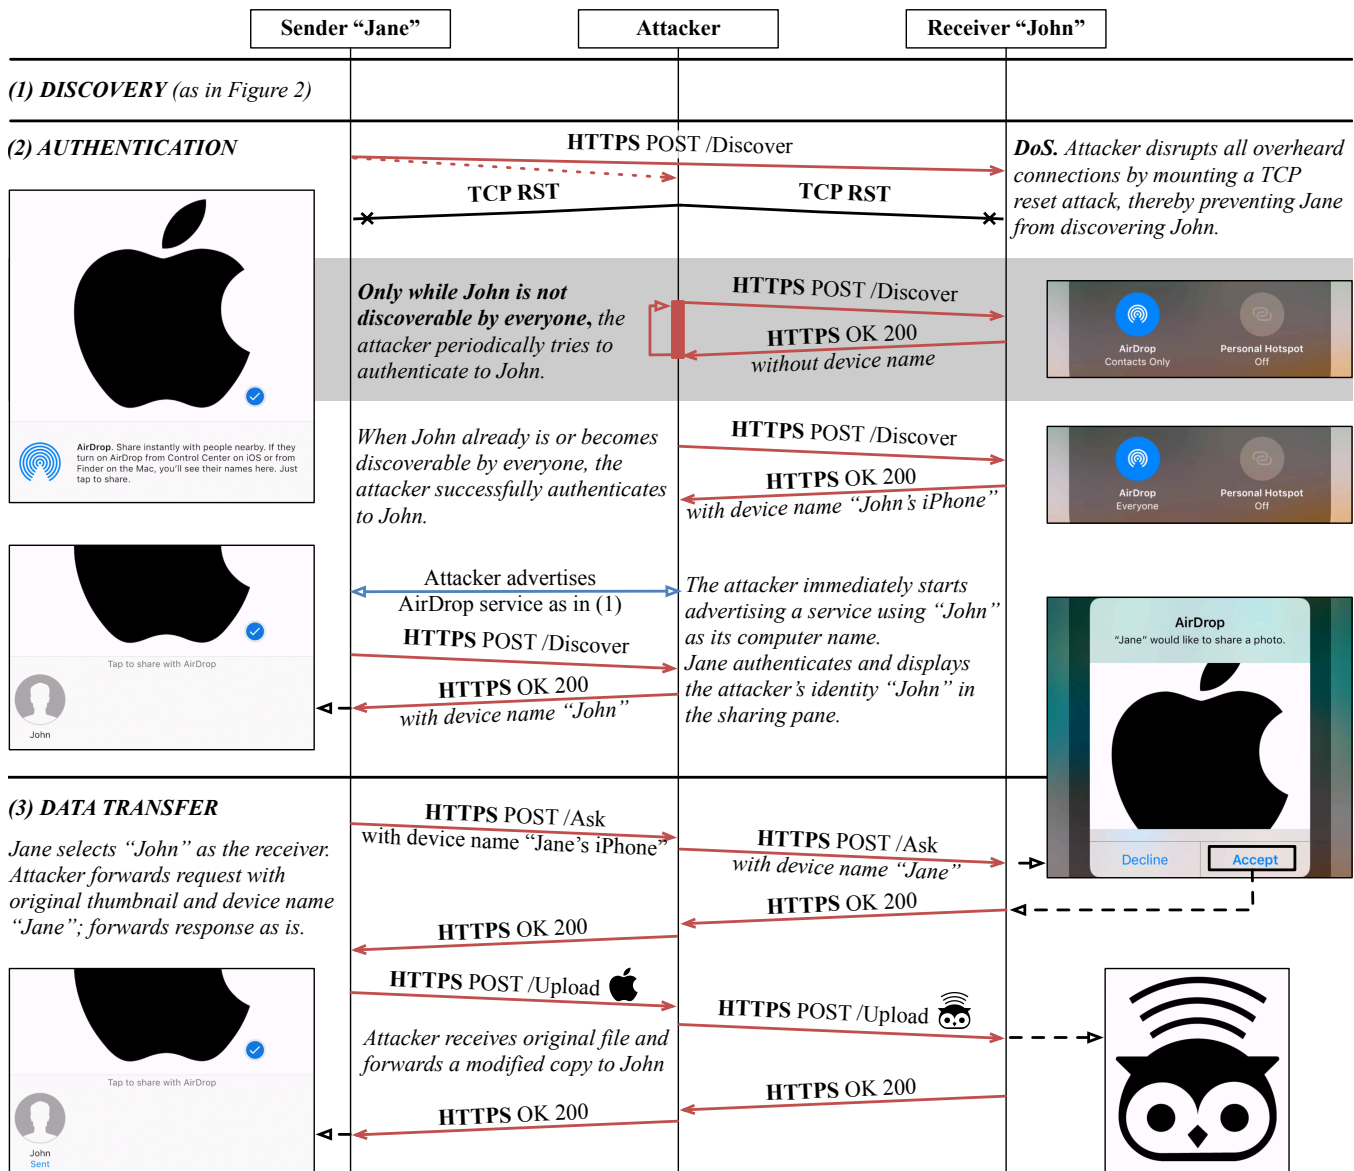 Sender “Jane”
Attacker
Receiver “John”
(1) DISCOVERY (as in Figure 2)
(2) AUTHENTICATION
HTTPS POST /Discover
TCP RST
TCP RST
DoS. Attacker disrupts all overheard
connections by mounting a TCP
reset attack, thereby preventing Jane
from discovering John.
Only while John is not
discoverable by everyone, the
attacker periodically tries to
authenticate to John.
HTTPS POST /Discover
HTTPS OK 200
without device name
AirDrop
Contacts Only
Personal Hotspot
Off
AirDrop. Share instantly with people nearby. If they
turn on AirDrop from Control Center on iOS or from
Finder on the Mac, you’ll see their names here. Just
tap to share.
When John already is or becomes
discoverable by everyone, the
attacker successfully authenticates
to John.
HTTPS POST /Discover
HTTPS OK 200
with device name “John’s iPhone”
AirDrop
Everyone
Personal Hotspot
Off
Attacker advertises
AirDrop service as in (1)
The attacker immediately starts
advertising a service using “John”
as its computer name.
Jane authenticates and displays
the attacker’s identity “John” in
the sharing pane.
HTTPS POST /Discover
HTTPS OK 200
with device name “John”
Tap to share with AirDrop
John
AirDrop
“Jane” would like to share a photo.
Decline
Accept
(3) DATA TRANSFER
Jane selects “John” as the receiver.
Attacker forwards request with
original thumbnail and device name
“Jane”; forwards response as is.
HTTPS POST /Ask
with device name “Jane’s iPhone”
HTTPS POST /Ask
with device name “Jane”
HTTPS OK 200
HTTPS OK 200
HTTPS POST /Upload
HTTPS POST /Upload
Attacker receives original file and
forwards a modified copy to John
HTTPS OK 200
HTTPS OK 200
Tap to share with AirDrop
John
Sent